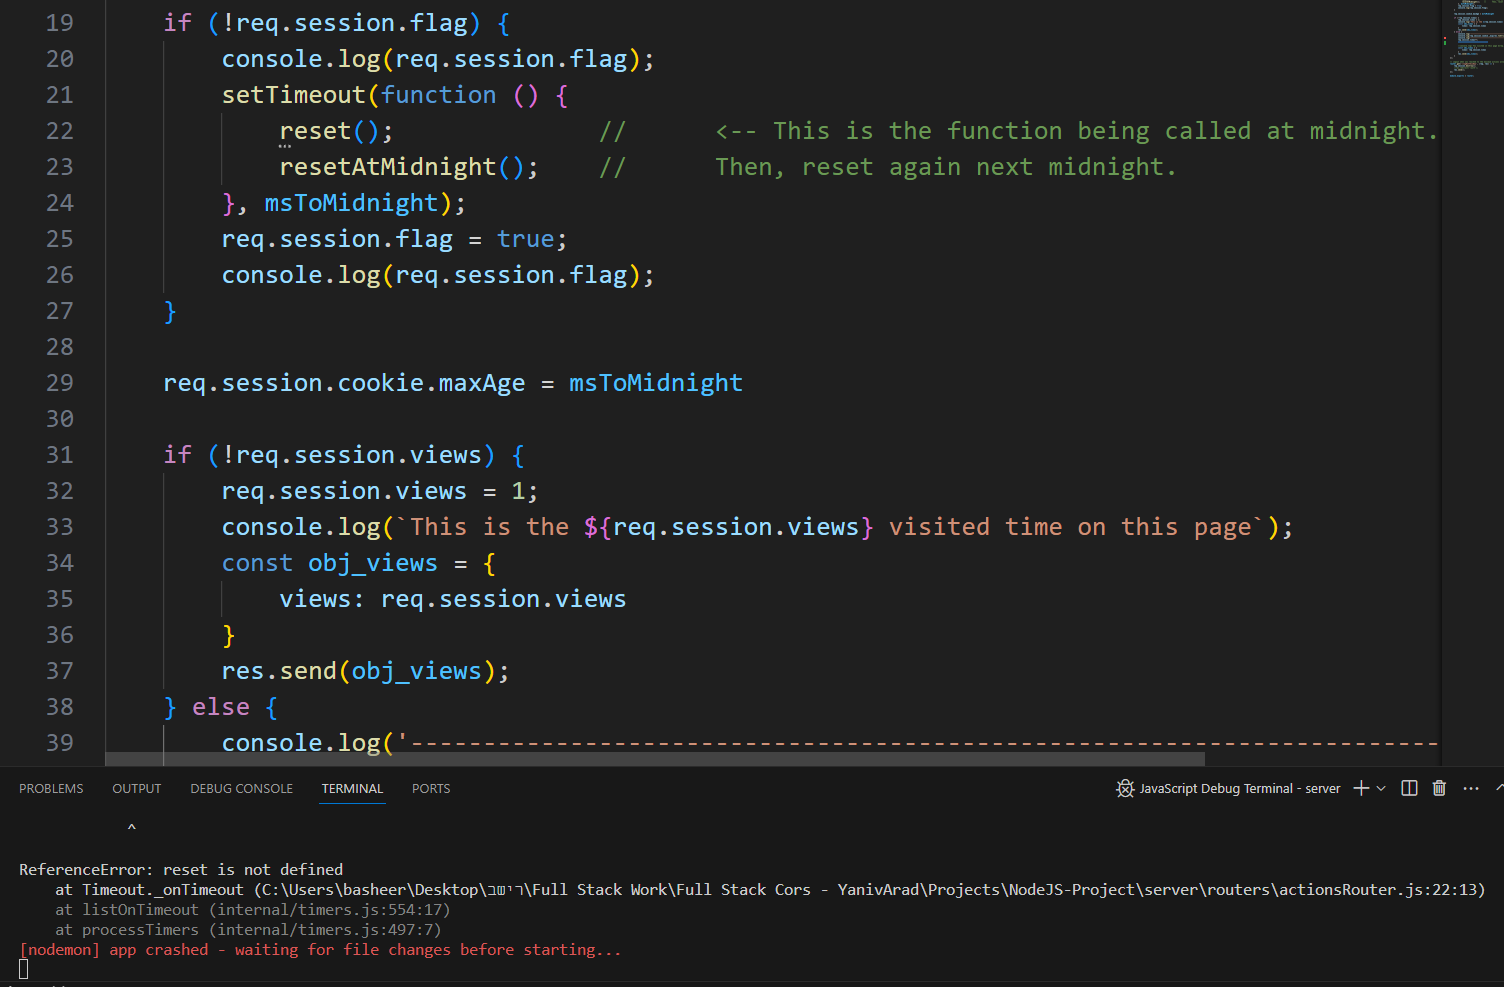 19 if (!req.session.flag) {
20 console.log(req.session.flag);
21 setTimeout(function () {
22 reset(); // <-- This is the function being called at midnight.
23 resetAtMidnight(); // Then, reset again next midnight.
24 }, msToMidnight);
25 req.session.flag = true;
26 console.log(req.session.flag);
27 }
28
29 req.session.cookie.maxAge = msToMidnight
30
31 if (!req.session.views) {
32 req.session.views = 1;
33 console.log(`This is the ${req.session.views} visited time on this page`);
34 const obj_views = {
35 views: req.session.views
36 }
37 res.send(obj_views);
38 } else {
39 console.log('-----------------------------------------------------------------------
PROBLEMS OUTPUT DEBUG CONSOLE TERMINAL PORTS JavaScript Debug Terminal - server
^
ReferenceError: reset is not defined
at Timeout._onTimeout (C:\Users\basheer\Desktop\בשיר\Full Stack Work\Full Stack Cors - YanivArad\Projects\NodeJS-Project\server\routers\actionsRouter.js:22:13)
at listOnTimeout (internal/timers.js:554:17)
at processTimers (internal/timers.js:497:7)
[nodemon] app crashed - waiting for file changes before starting...